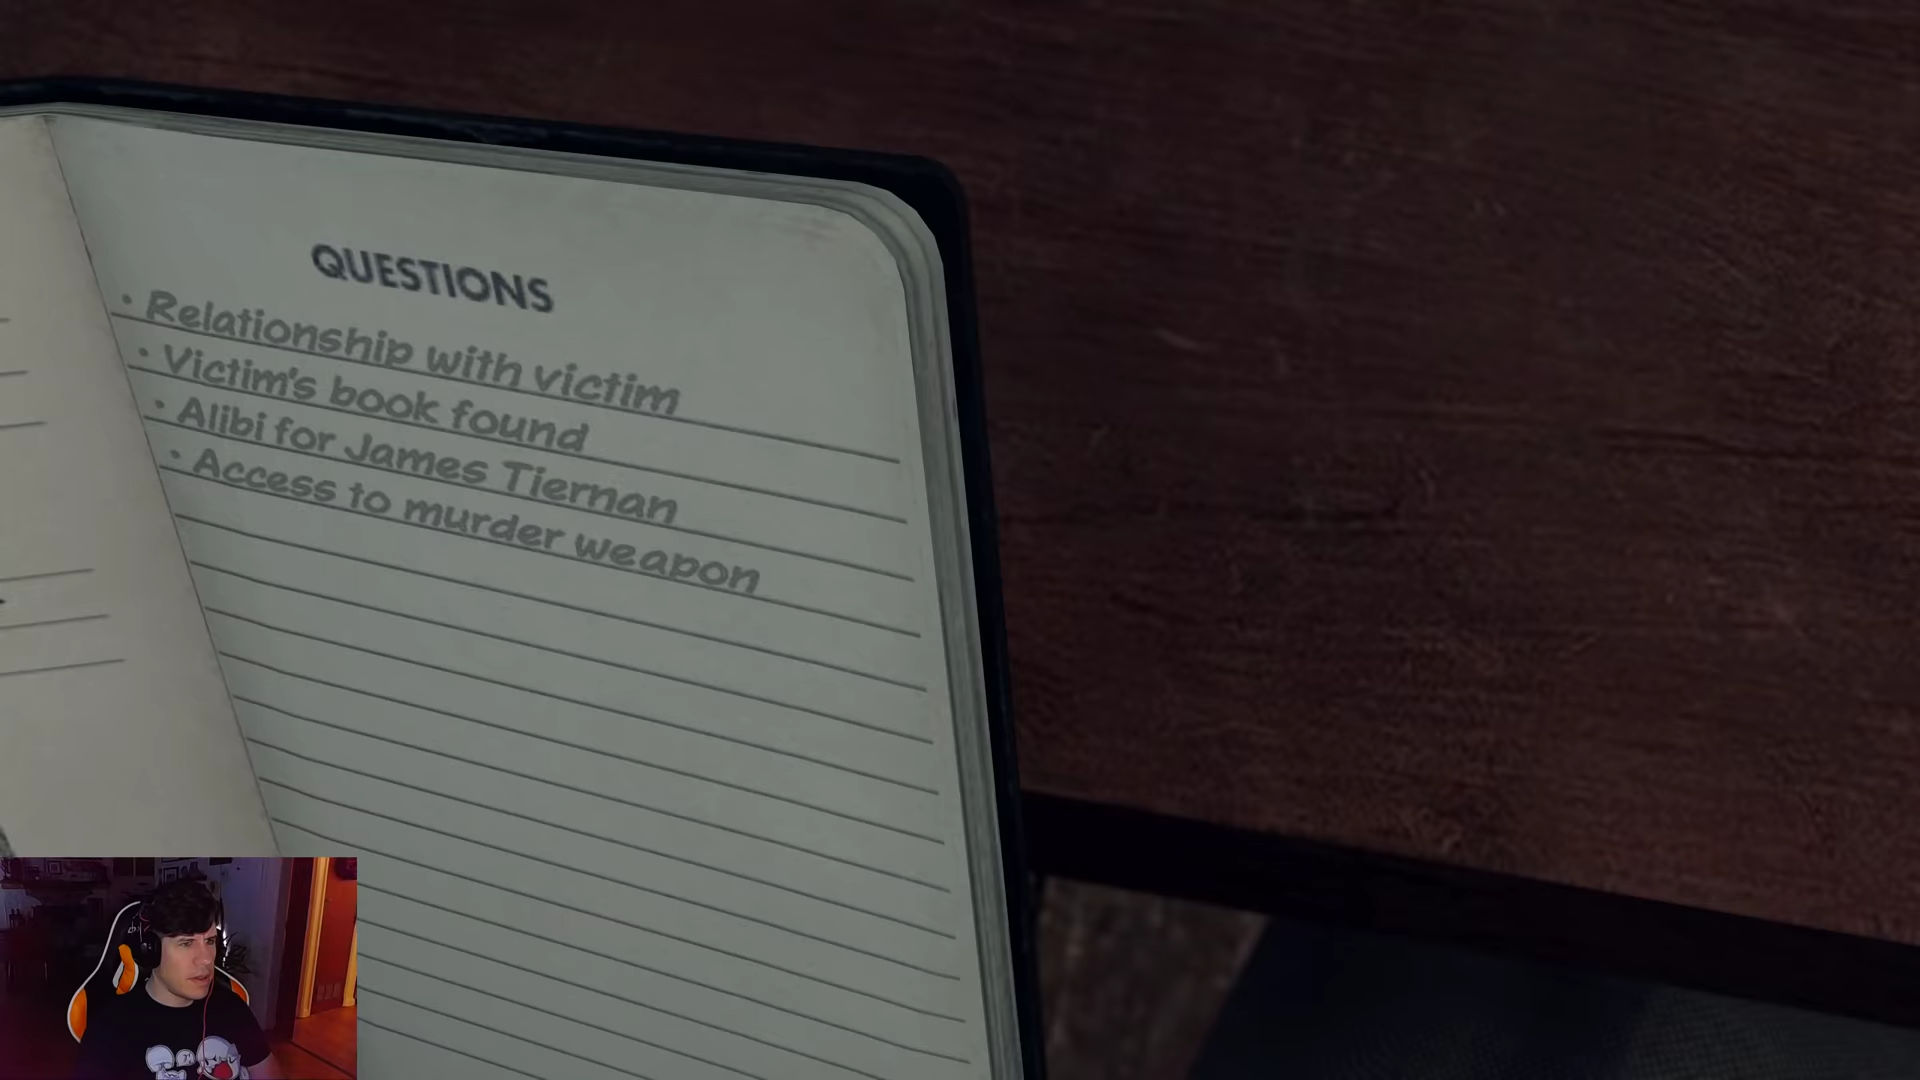 QUESTIONS
• Relationship with victim
• Victim's book found
• Alibi for James Tiernan
• Access to murder weapon